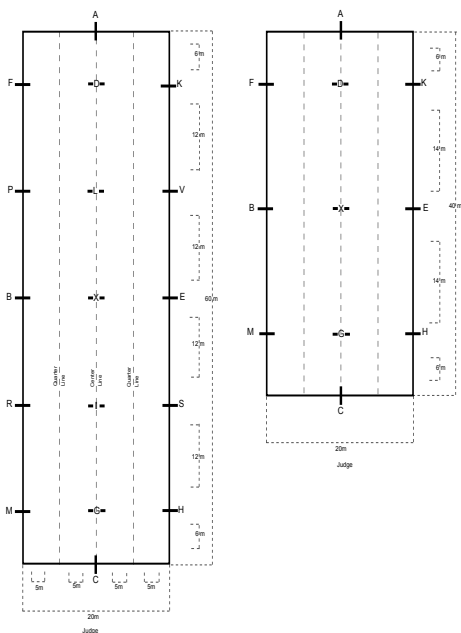 A
A
6m
6m
F
D
K
F
D
K
12m
14m
P
L
V
B
X
E
40m
12m
14m
B
X
E
60m
12m
M
G
H
Quarter
Line
Center
Line
Quarter
Line
6m
R
I
S
C
12m
20m
Judge
M
G
H
6m
C
5m
5m
5m
5m
20m
Judge